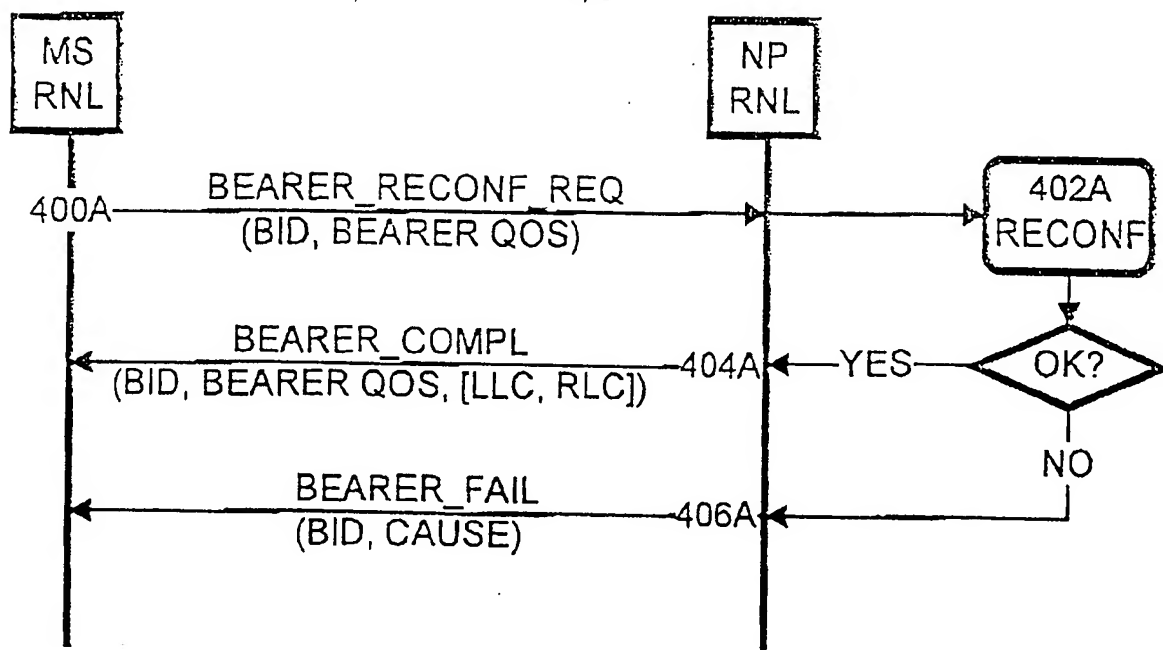 MS
RNL
NP
RNL
400A
BEARER_RECONF_REQ
(BID, BEARER QOS)
402A
RECONF
BEARER_COMPL
(BID, BEARER QOS, [LLC, RLC])
404A
YES
OK?
NO
BEARER_FAIL
(BID, CAUSE)
406A